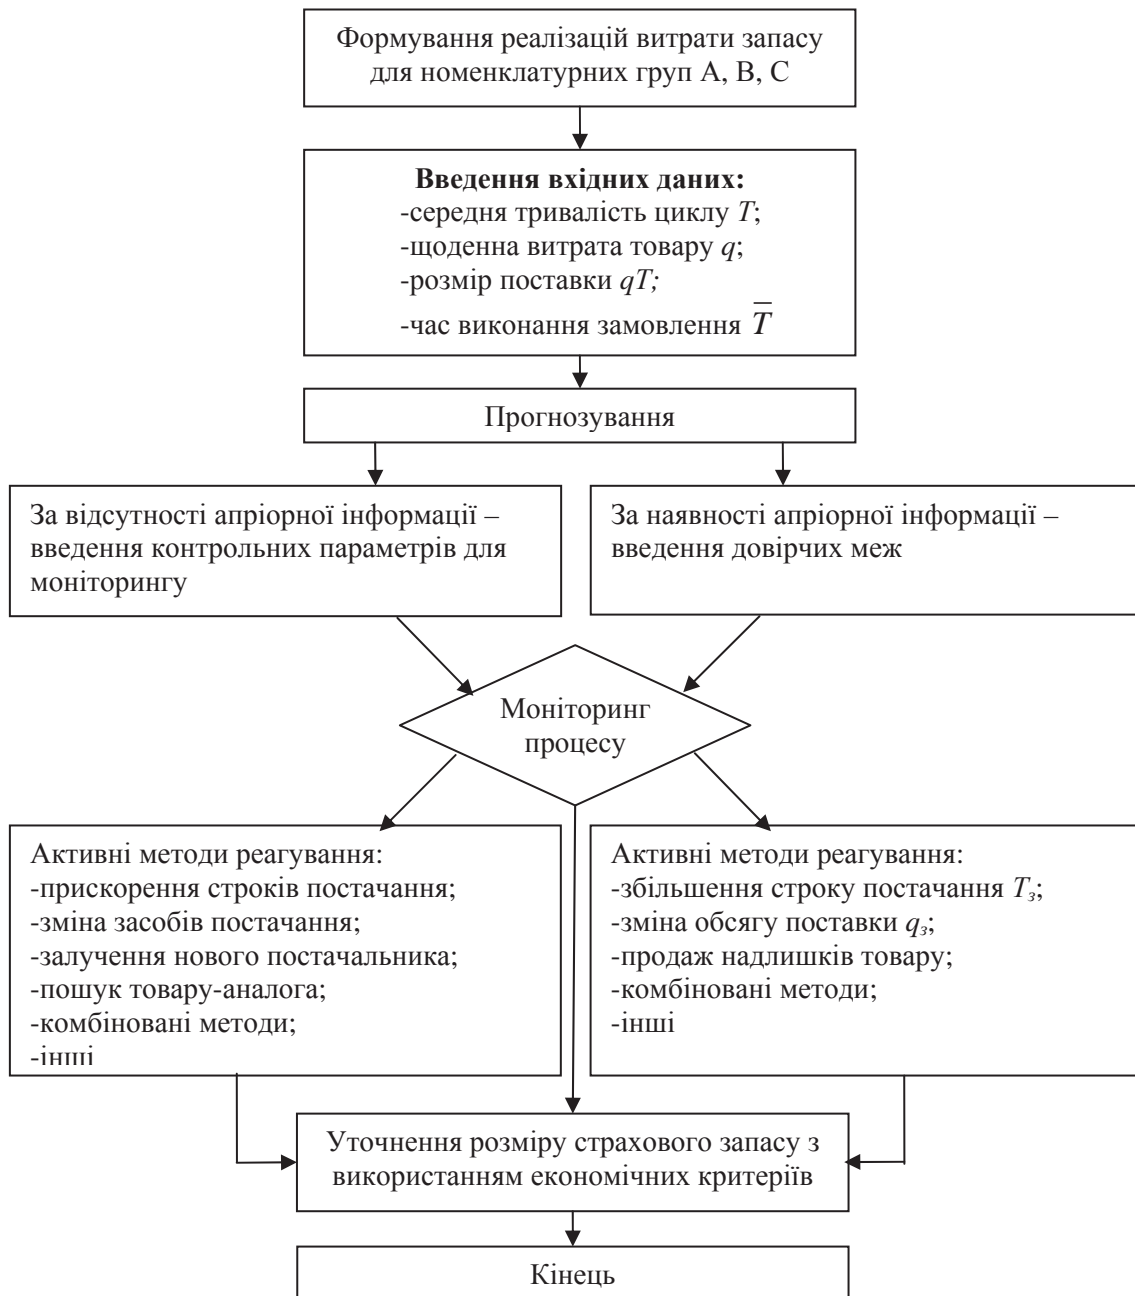 Формування реалізацій витрати запасу
для номенклатурних груп А, В, С
Введення вхідних даних:
-середня тривалість циклу T;
-щоденна витрата товару q;
-розмір поставки qT;
-час виконання замовлення T̅
Прогнозування
За відсутності апріорної інформації –
введення контрольних параметрів для
моніторингу
За наявності апріорної інформації –
введення довірчих меж
Моніторинг
процесу
Активні методи реагування:
-прискорення строків постачання;
-зміна засобів постачання;
-залучення нового постачальника;
-пошук товару-аналога;
-комбіновані методи;
-інші
Активні методи реагування:
-збільшення строку постачання Tз;
-зміна обсягу поставки qз;
-продаж надлишків товару;
-комбіновані методи;
-інші
Уточнення розміру страхового запасу з
використанням економічних критеріїв
Кінець